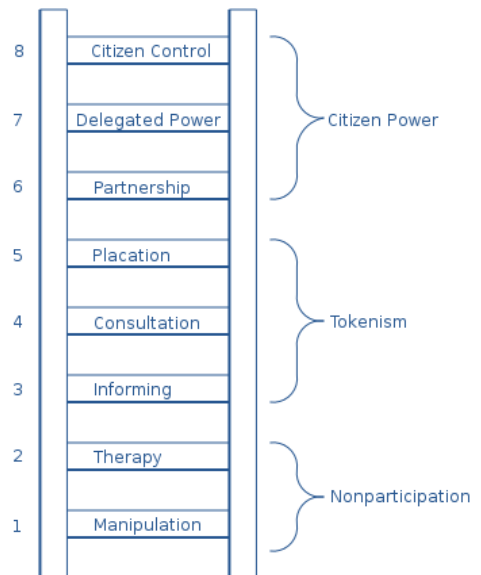 8 Citizen Control
7 Delegated Power Citizen Power
6 Partnership
5 Placation
4 Consultation Tokenism
3 Informing
2 Therapy
Nonparticipation
1 Manipulation